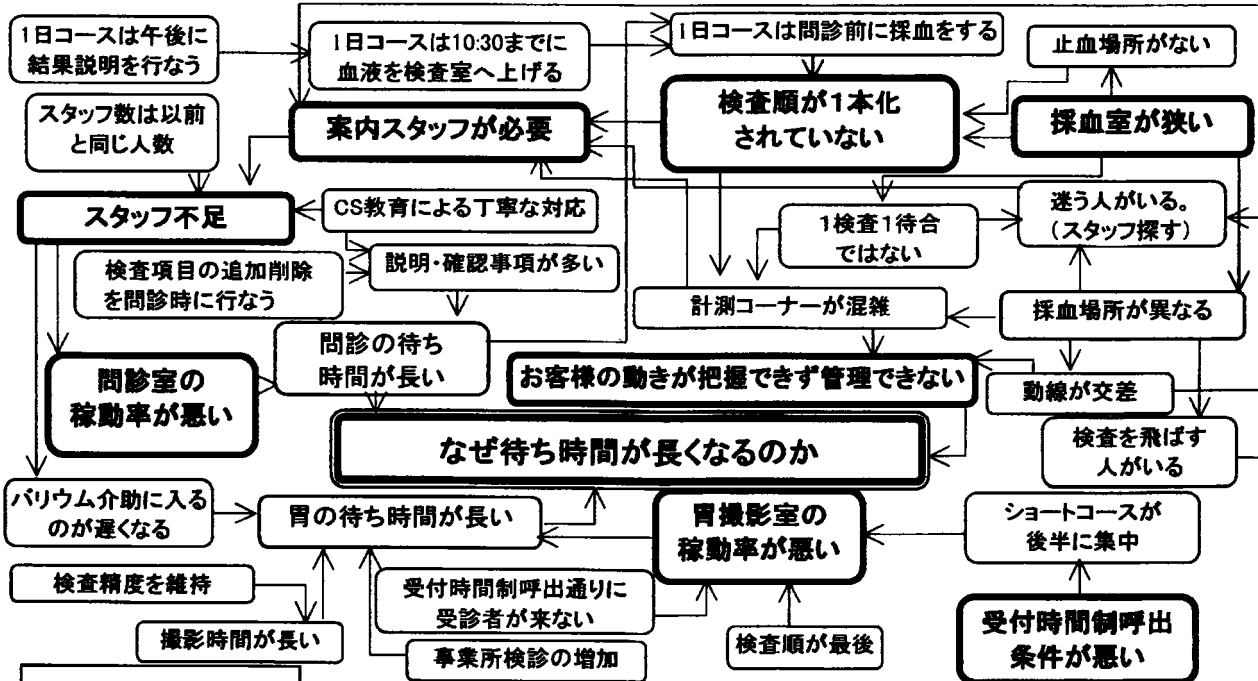 1日コースは午後に
結果説明を行なう
1日コースは10:30までに
血液を検査室へ上げる
1日コースは問診前に採血をする
止血場所がない
スタッフ数は以前
と同じ人数
案内スタッフが必要
検査順が1本化
されていない
採血室が狭い
スタッフ不足
CS教育による丁寧な対応
1検査1待合
ではない
迷う人がいる。
(スタッフ探す)
検査項目の追加削除
を問診時に行なう
説明・確認事項が多い
計測コーナーが混雑
採血場所が異なる
問診室の
稼動率が悪い
問診の待ち
時間が長い
お客様の動きが把握できず管理できない
動線が交差
なぜ待ち時間が長くなるのか
検査を飛ばす
人がいる
バリウム介助に入る
のが遅くなる
胃の待ち時間が長い
胃撮影室の
稼動率が悪い
ショートコースが
後半に集中
検査精度を維持
受付時間制呼出通りに
受診者が来ない
撮影時間が長い
事業所検診の増加
検査順が最後
受付時間制呼出
条件が悪い